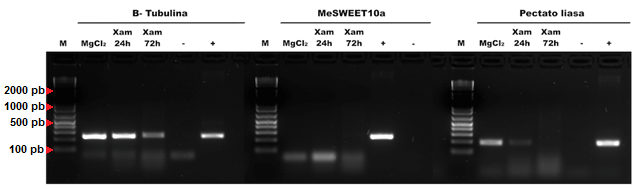 B- Tubulina MeSWEET10a Pectato liasa
M MgCl₂ Xam 24h Xam 72h - + M MgCl₂ Xam 24h Xam 72h + - M MgCl₂ Xam 24h Xam 72h - +
2000 pb
1000 pb
500 pb
100 pb